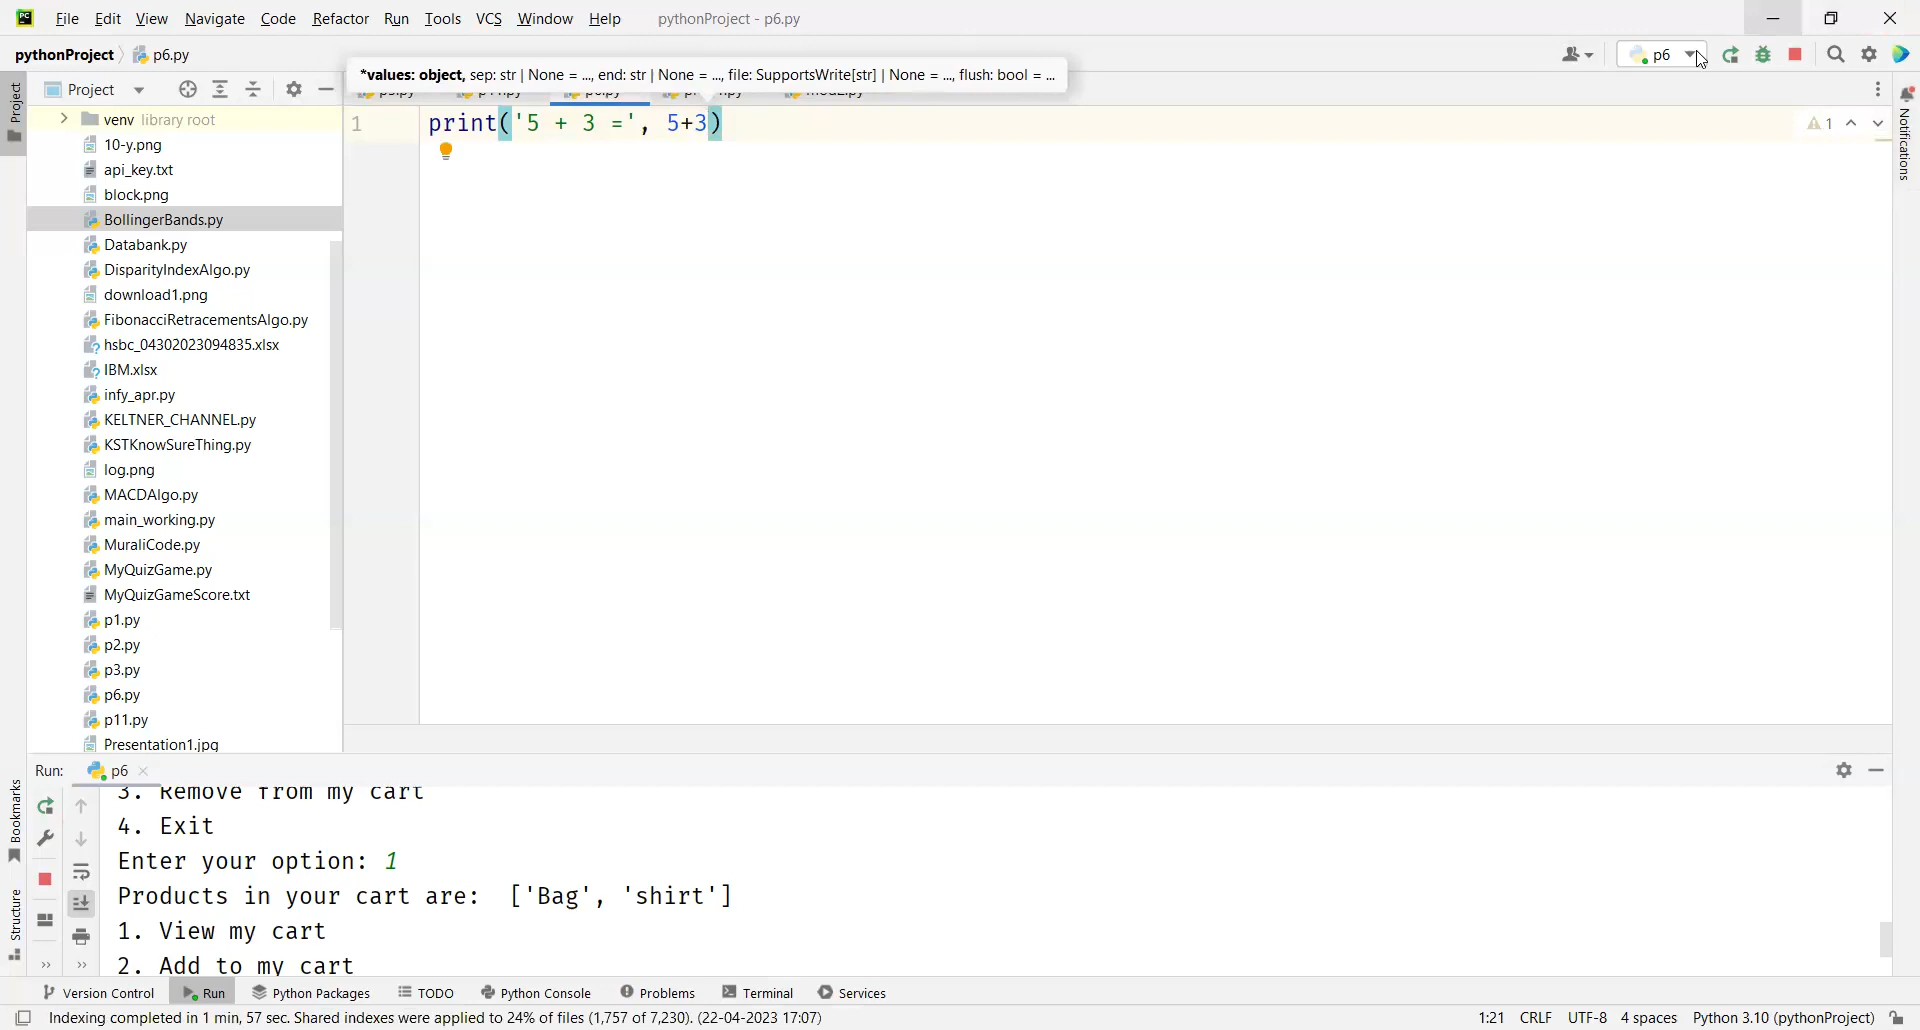 PC File Edit View Navigate Code Refactor Run Tools VCS Window Help pythonProject - p6.py
pythonProject p6.py
p6
*values: object, sep: str | None = ..., end: str | None = ..., file: SupportsWrite[str] | None = ..., flush: bool = ...
Project
Project
Notifications
venv library root
10-y.png
api_key.txt
block.png
BollingerBands.py
Databank.py
DisparityIndexAlgo.py
download1.png
FibonacciRetracementsAlgo.py
hsbc_04302023094835.xlsx
IBM.xlsx
infy_apr.py
KELTNER_CHANNEL.py
KSTKnowSureThing.py
log.png
MACDAlgo.py
main_working.py
MuraliCode.py
MyQuizGame.py
MyQuizGameScore.txt
p1.py
p2.py
p3.py
p6.py
p11.py
Presentation1.jpg
1 print('5 + 3 =', 5+3)
1
Run: p6
3. Remove from my cart
4. Exit
Enter your option: 1
Products in your cart are:  ['Bag', 'shirt']
1. View my cart
2. Add to my cart
Bookmarks
Structure
Version Control Run Python Packages TODO Python Console Problems Terminal Services
Indexing completed in 1 min, 57 sec. Shared indexes were applied to 24% of files (1,757 of 7,230). (22-04-2023 17:07) 1:21 CRLF UTF-8 4 spaces Python 3.10 (pythonProject)